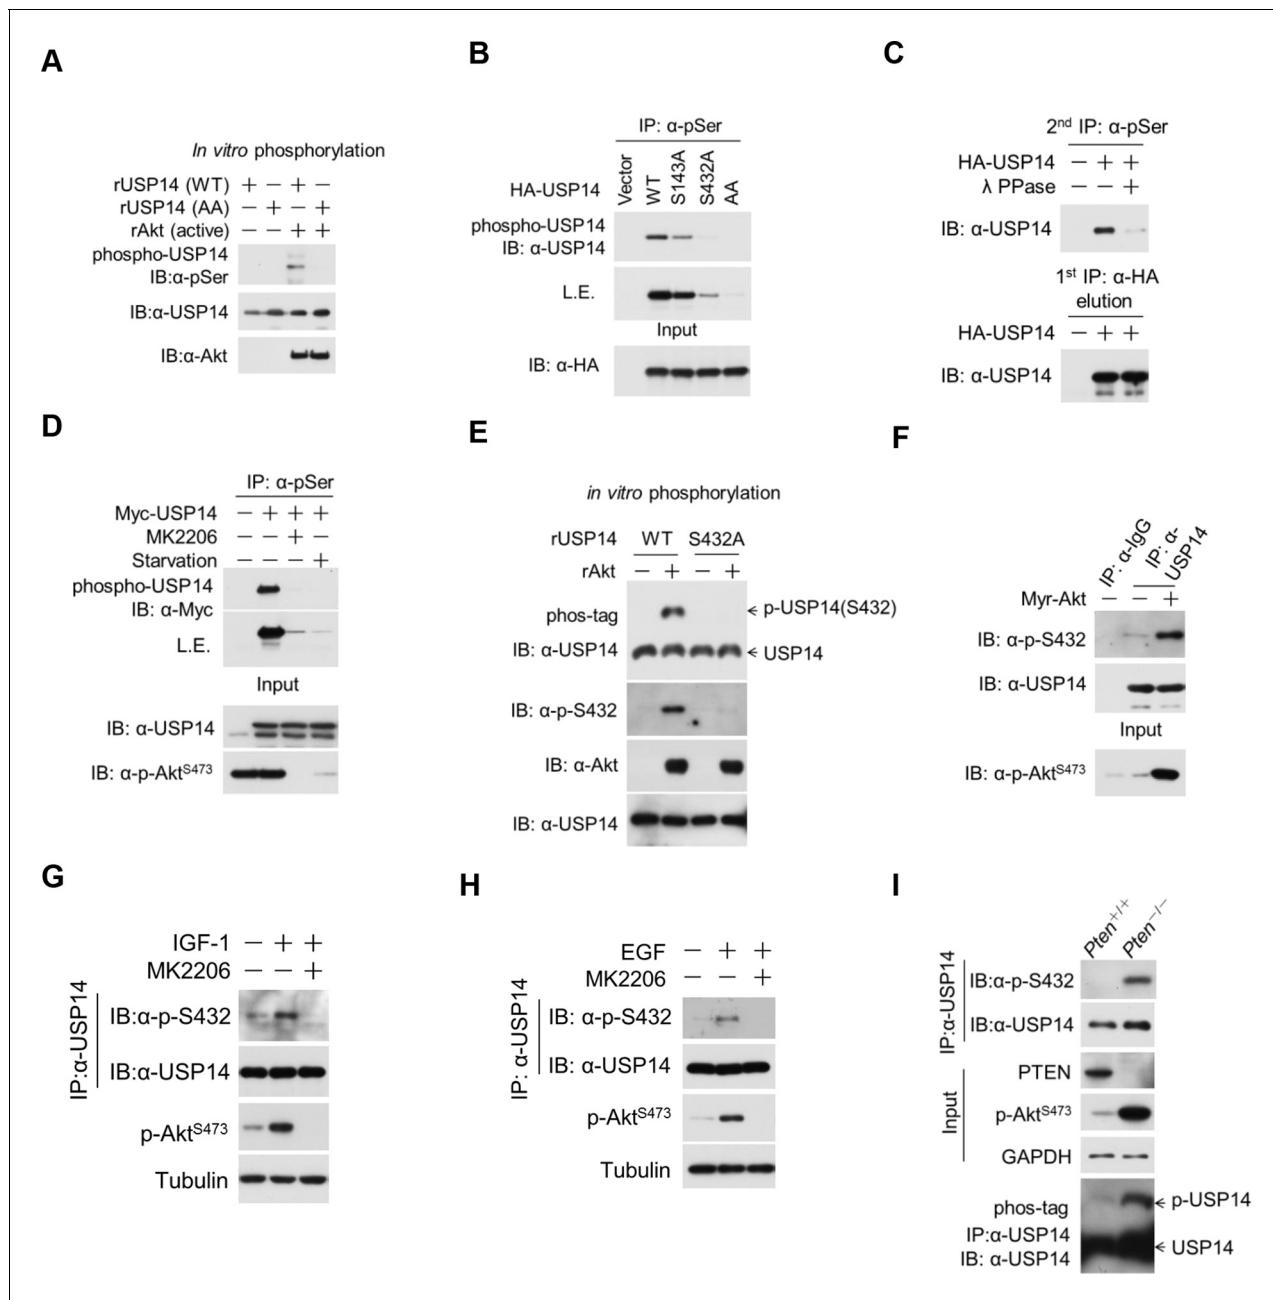 A
In vitro phosphorylation
rUSP14 (WT) + − + −
rUSP14 (AA) − + − +
rAkt (active) − − + +
phospho-USP14
IB:α-pSer
IB:α-USP14
IB:α-Akt
B
IP: α-pSer
HA-USP14 Vector WT S143A S432A AA
phospho-USP14
IB: α-USP14
L.E.
Input
IB: α-HA
C
2nd IP: α-pSer
HA-USP14 − + +
λ PPase − − +
IB: α-USP14
1st IP: α-HA
elution
HA-USP14 − + +
IB: α-USP14
D
IP: α-pSer
Myc-USP14 − + + +
MK2206 − − + −
Starvation − − − +
phospho-USP14
IB: α-Myc
L.E.
Input
IB: α-USP14
IB: α-p-AktS473
E
in vitro phosphorylation
rUSP14 WT S432A
rAkt − + − +
phos-tag
p-USP14(S432)
IB: α-USP14
USP14
IB: α-p-S432
IB: α-Akt
IB: α-USP14
F
IP: α-IgG
IP: α-
USP14
Myr-Akt − − +
IB: α-p-S432
IB: α-USP14
Input
IB: α-p-AktS473
G
IGF-1 − + +
MK2206 − − +
IP:α-USP14
IB:α-p-S432
IB:α-USP14
p-AktS473
Tubulin
H
EGF − + +
MK2206 − − +
IP: α-USP14
IB: α-p-S432
IB: α-USP14
p-AktS473
Tubulin
I
Pten+/+ Pten−/−
IP:α-USP14
IB:α-p-S432
IB:α-USP14
Input
PTEN
p-AktS473
GAPDH
phos-tag
p-USP14
IP:α-USP14
IB: α-USP14
USP14